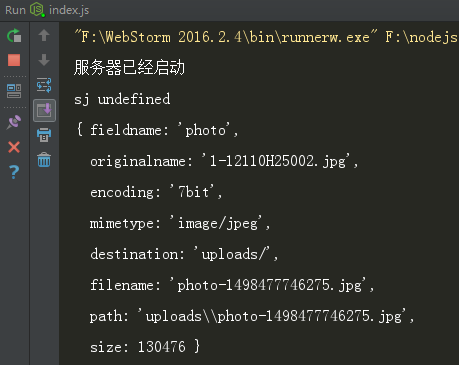 Run index.js
"F:\WebStorm 2016.2.4\bin\runnerw.exe" F:\nodejs
服务器已经启动
sj undefined
{ fieldname: 'photo',
originalname: '1-12110H25002.jpg',
encoding: '7bit',
mimetype: 'image/jpeg',
destination: 'uploads/',
filename: 'photo-1498477746275.jpg',
path: 'uploads\\photo-1498477746275.jpg',
size: 130476 }